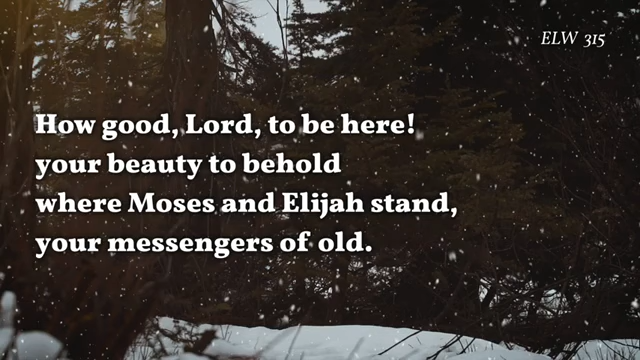 ELW 315
How good, Lord, to be here!
your beauty to behold
where Moses and Elijah stand,
your messengers of old.